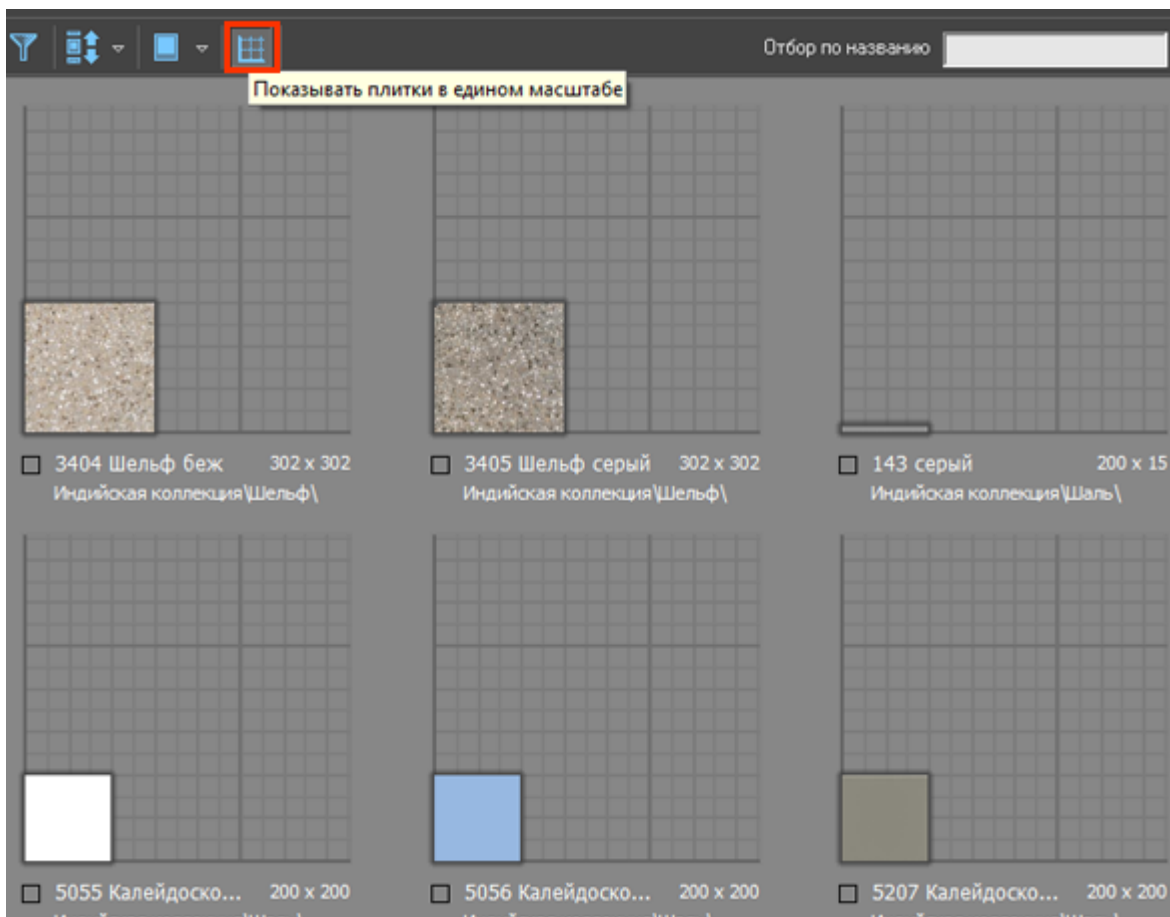 Отбор по названию
Показывать плитки в едином масштабе
3404 Шельф беж 302 x 302
Индийская коллекция\Шельф\
3405 Шельф серый 302 x 302
Индийская коллекция\Шельф\
143 серый 200 x 15
Индийская коллекция\Шаль\
5055 Калейдоско... 200 x 200
5056 Калейдоско... 200 x 200
5207 Калейдоско... 200 x 200